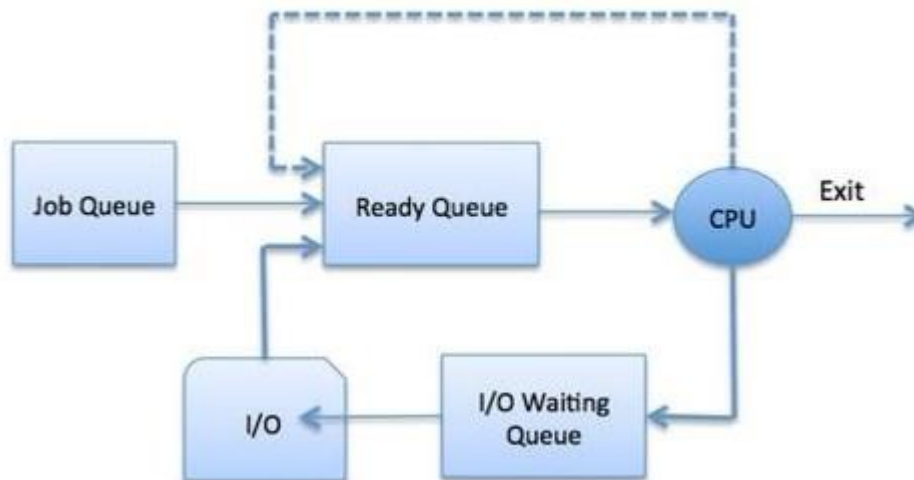 Job Queue
Ready Queue
CPU
Exit
I/O
I/O Waiting
Queue